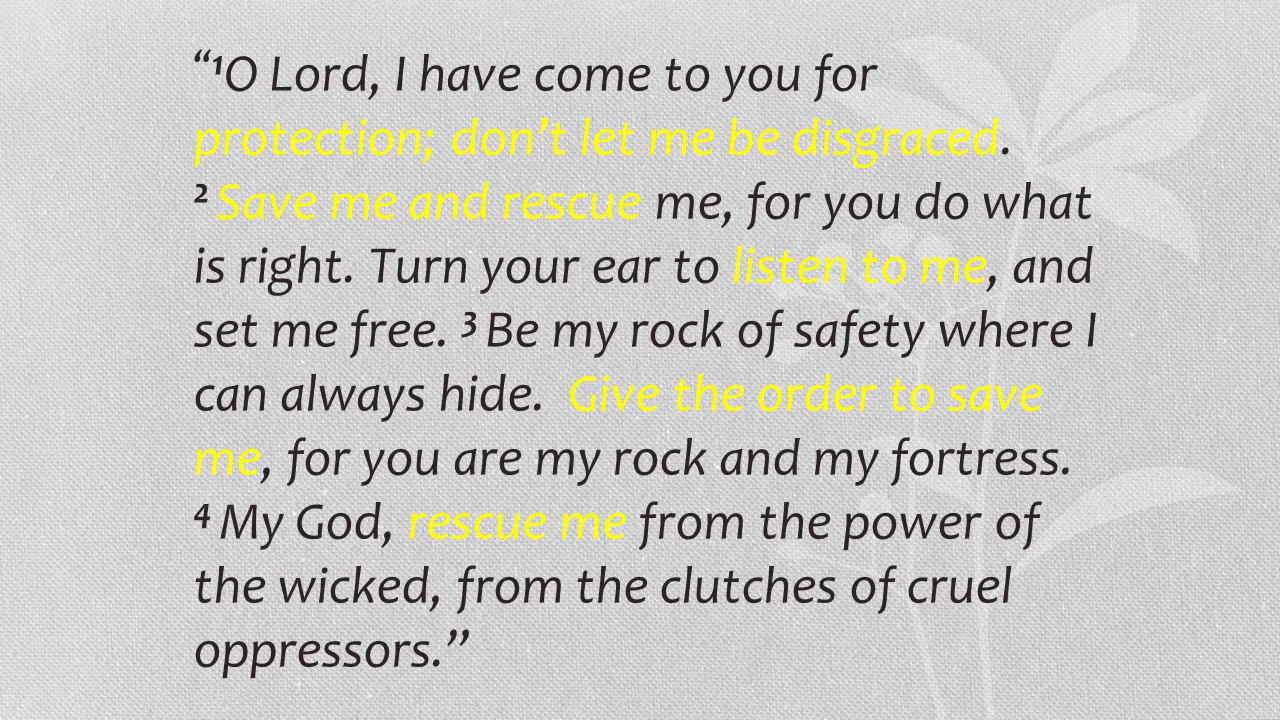 “¹O Lord, I have come to you for
protection; don’t let me be disgraced.
² Save me and rescue me, for you do what
is right. Turn your ear to listen to me, and
set me free. ³ Be my rock of safety where I
can always hide. Give the order to save
me, for you are my rock and my fortress.
⁴ My God, rescue me from the power of
the wicked, from the clutches of cruel
oppressors.”